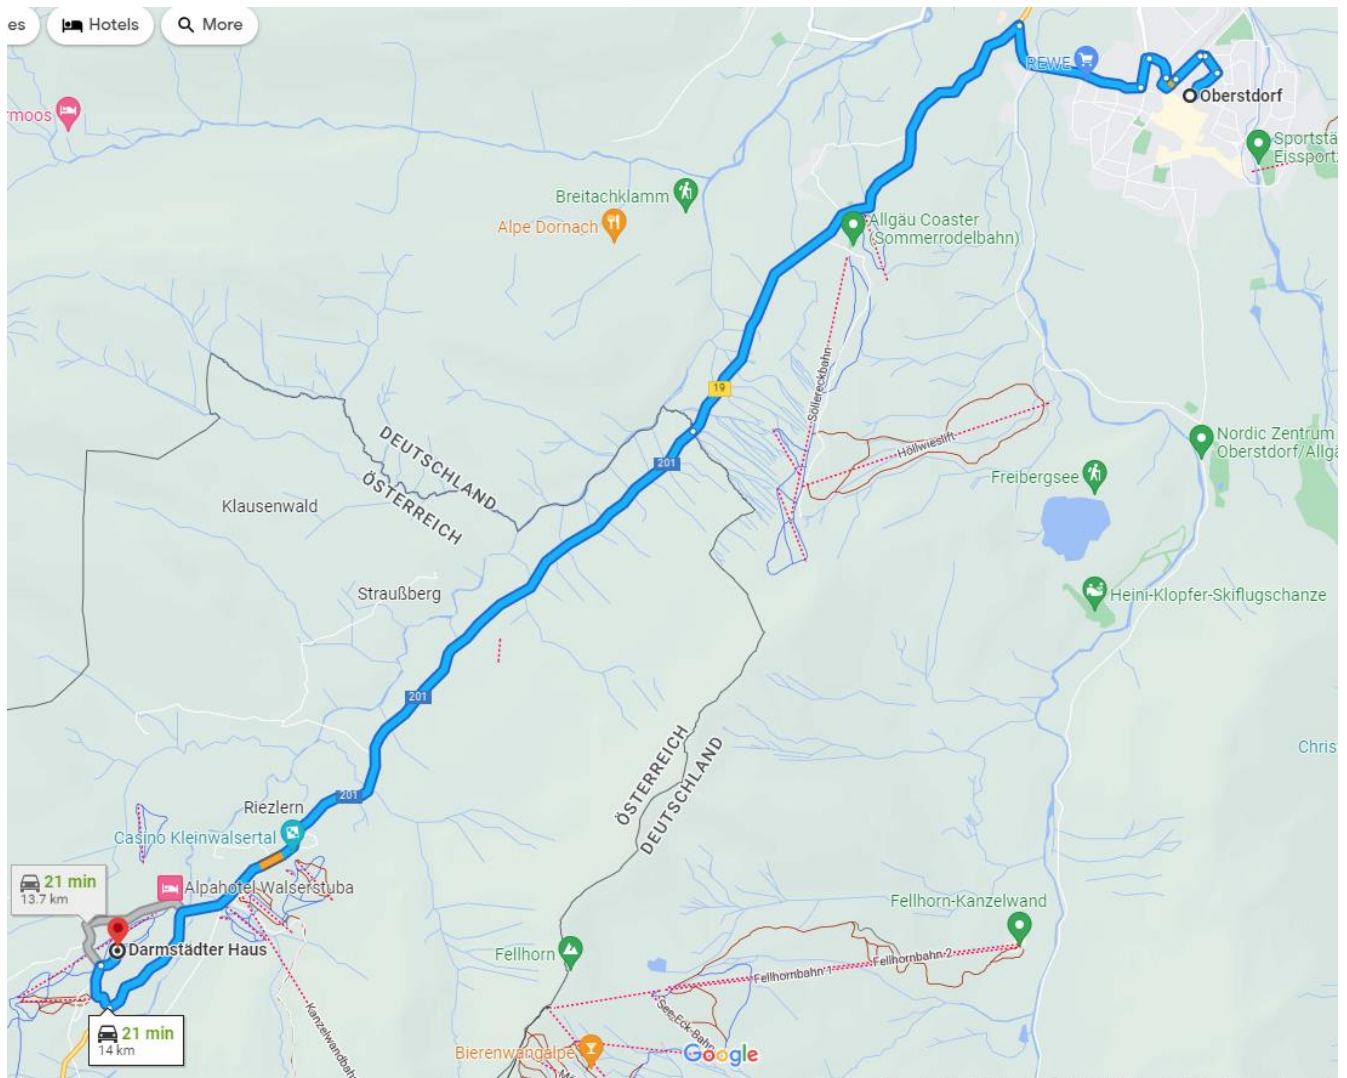 es
Hotels
More
REWE
Oberstdorf
rmoos
Sportstä
Eissport
Breitachklamm
Alpe Dornach
Allgäu Coaster
(Sommerrodelbahn)
Söllereckbahn
19
DEUTSCHLAND
ÖSTERREICH
201
Höllwieslift
Nordic Zentrum
Oberstdorf/Allgä
Freibergsee
Klausenwald
Straußberg
Heini-Klopfer-Skiflugschanze
201
ÖSTERREICH
DEUTSCHLAND
Chris
201
Riezlern
Casino Kleinwalsertal
21 min
13.7 km
Alpahotel Walserstuba
Fellhorn-Kanzelwand
Darmstädter Haus
Fellhorn
Fellhornbahn 1
Fellhornbahn 2
Kanzelwandbahn
See-Eck-Bahn
21 min
14 km
Bierenwangalpe
Google